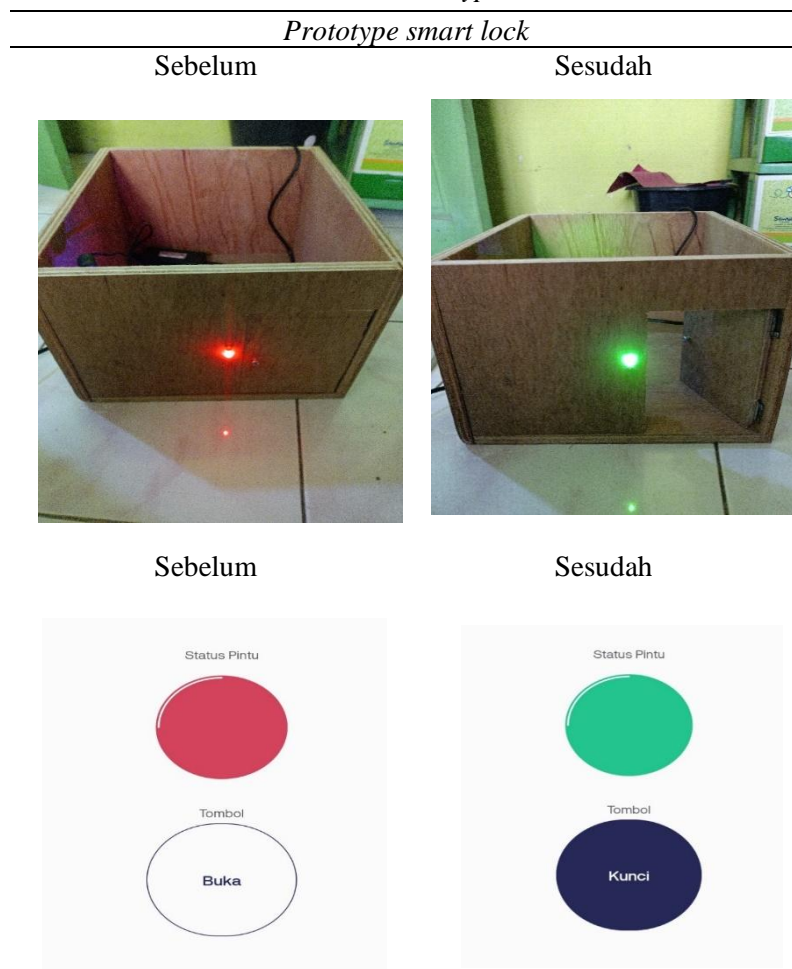 Prototype smart lock
Sebelum Sesudah
Sebelum Sesudah
Status Pintu Status Pintu
Tombol Tombol
Buka Kunci